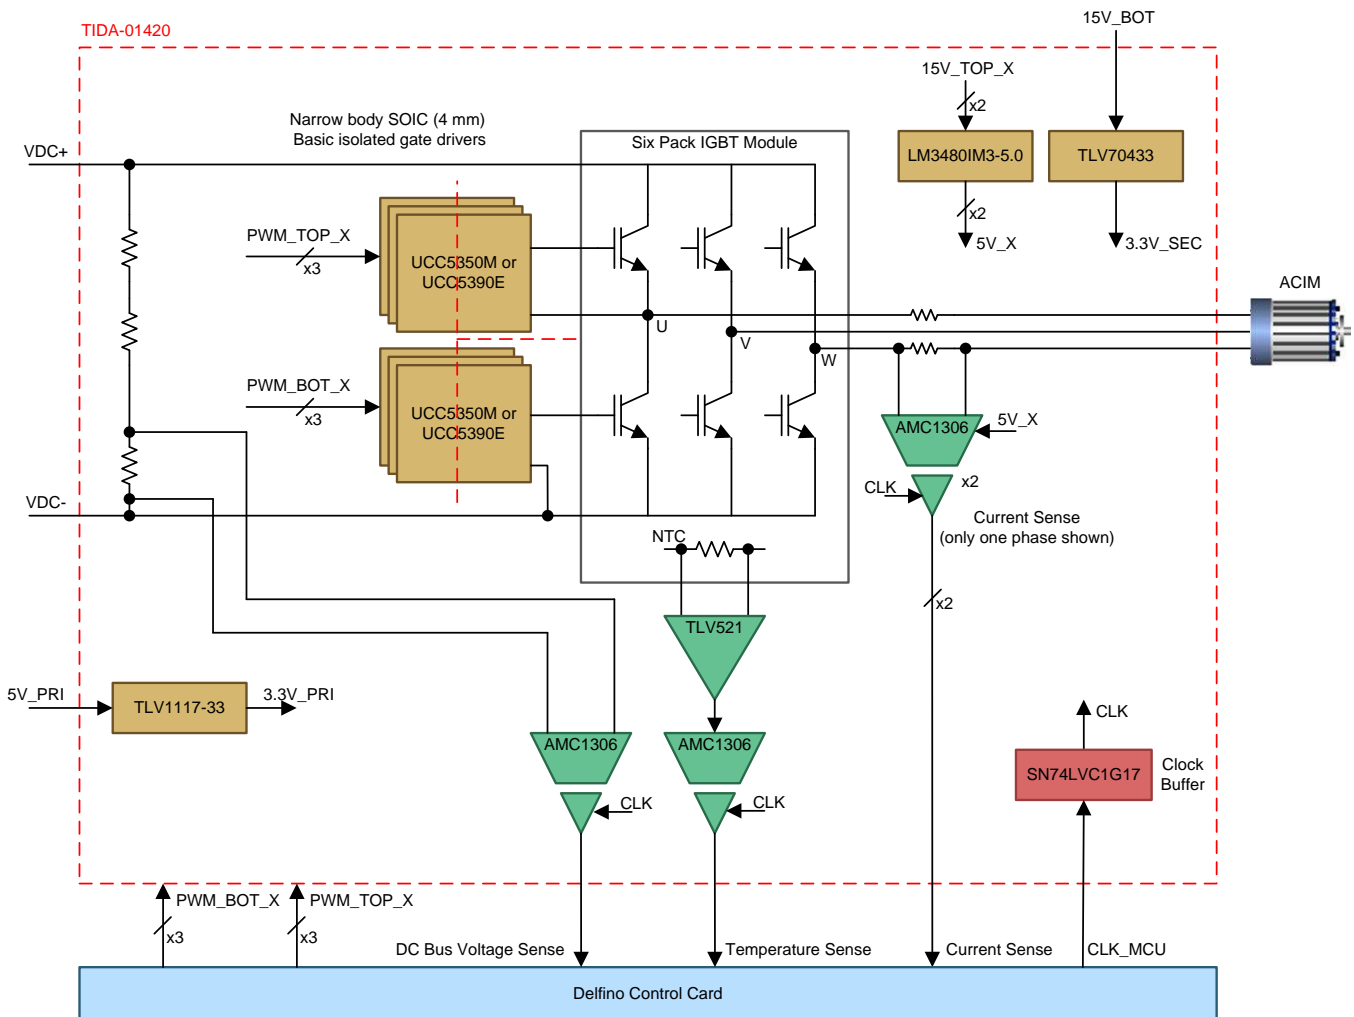 15V_BOT
TIDA-01420
15V_TOP_X
x2
Narrow body SOIC (4 mm)
Basic isolated gate drivers
Six Pack IGBT Module
VDC+
LM3480IM3-5.0
TLV70433
x2
PWM_TOP_X
x3
5V_X
3.3V_SEC
UCC5350M or
UCC5390E
ACIM
U
V
W
PWM_BOT_X
x3
UCC5350M or
UCC5390E
AMC1306
5V_X
VDC-
CLK
x2
Current Sense
(only one phase shown)
NTC
x2
TLV521
5V_PRI
TLV1117-33
3.3V_PRI
CLK
AMC1306
AMC1306
SN74LVC1G17
Clock
Buffer
CLK
CLK
PWM_BOT_X
x3
PWM_TOP_X
x3
DC Bus Voltage Sense
Temperature Sense
Current Sense
CLK_MCU
Delfino Control Card